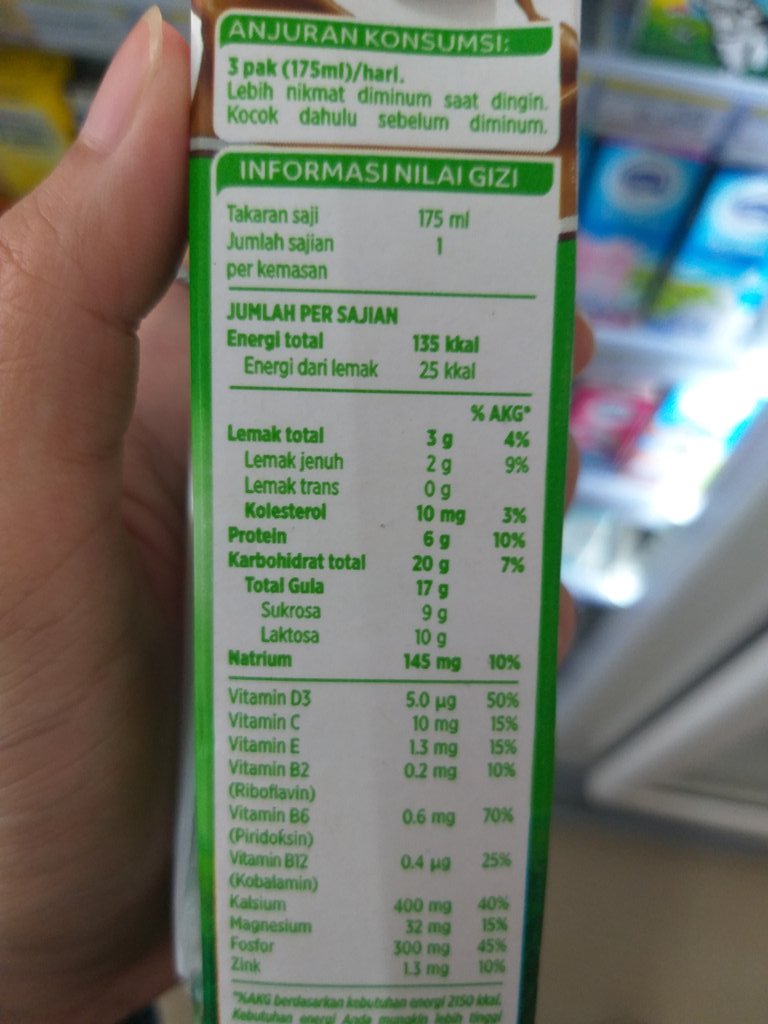 ANJURAN KONSUMSI:
3 pak (175ml)/hari.
Lebih nikmat diminum saat dingin.
Kocok dahulu sebelum diminum.
INFORMASI NILAI GIZI
Takaran saji 175 ml
Jumlah sajian 1
per kemasan
JUMLAH PER SAJIAN
Energi total 135 kkal
Energi dari lemak 25 kkal
% AKG*
Lemak total 3 g 4%
Lemak jenuh 2 g 9%
Lemak trans 0 g
Kolesterol 10 mg 3%
Protein 6 g 10%
Karbohidrat total 20 g 7%
Total Gula 17 g
Sukrosa 9 g
Laktosa 10 g
Natrium 145 mg 10%
Vitamin D3 5.0 µg 50%
Vitamin C 10 mg 15%
Vitamin E 1.3 mg 15%
Vitamin B2 0.2 mg 10%
(Riboflavin)
Vitamin B6 0.6 mg 70%
(Piridoksin)
Vitamin B12 0.4 µg 25%
(Kobalamin)
Kalsium 400 mg 40%
Magnesium 32 mg 15%
Fosfor 300 mg 45%
Zink 1.3 mg 10%
*%AKG berdasarkan kebutuhan energi 2150 kkal.
Kebutuhan energi Anda mungkin lebih tinggi